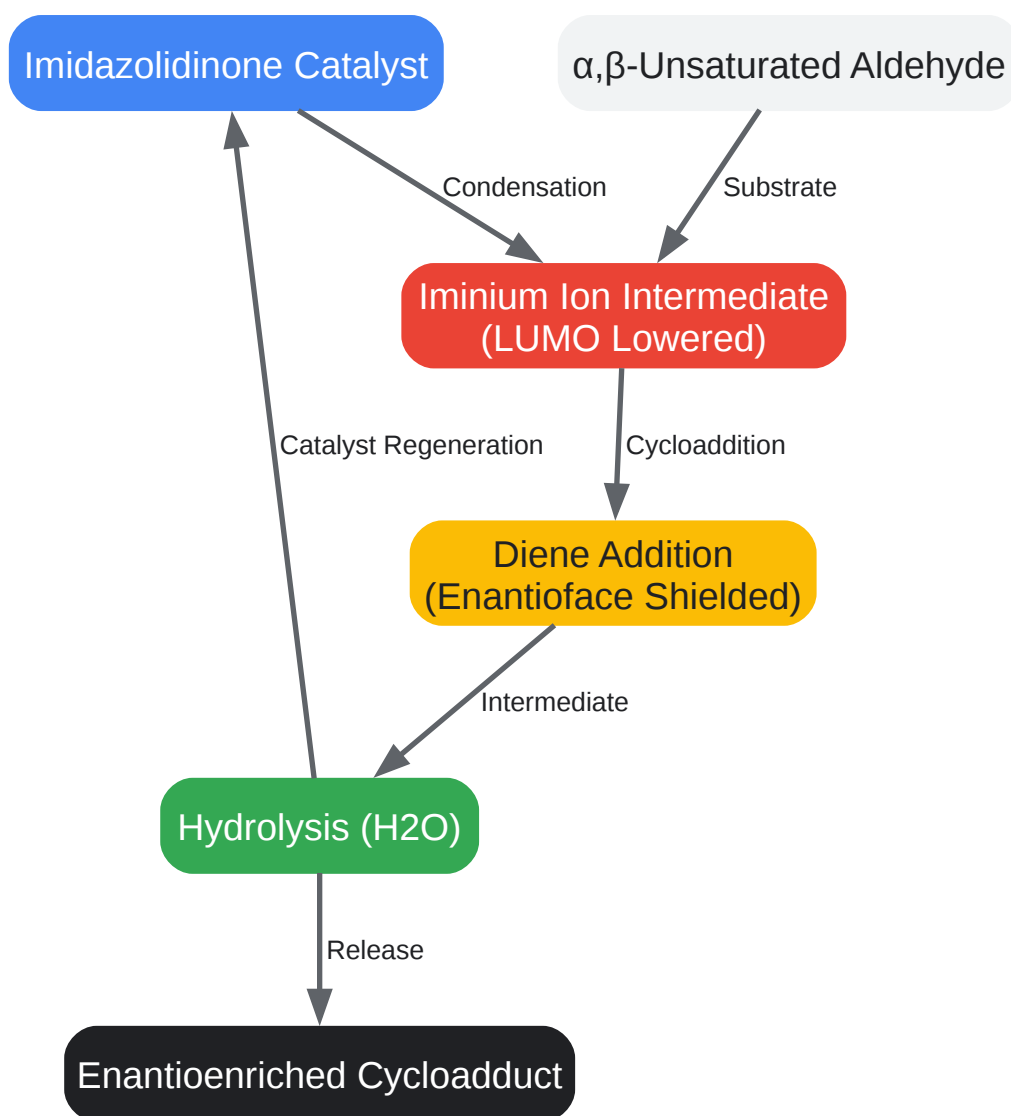 Imidazolidinone Catalyst
α,β-Unsaturated Aldehyde
Condensation
Substrate
Iminium Ion Intermediate
(LUMO Lowered)
Catalyst Regeneration
Cycloaddition
Diene Addition
(Enantioface Shielded)
Intermediate
Hydrolysis (H2O)
Release
Enantioenriched Cycloadduct